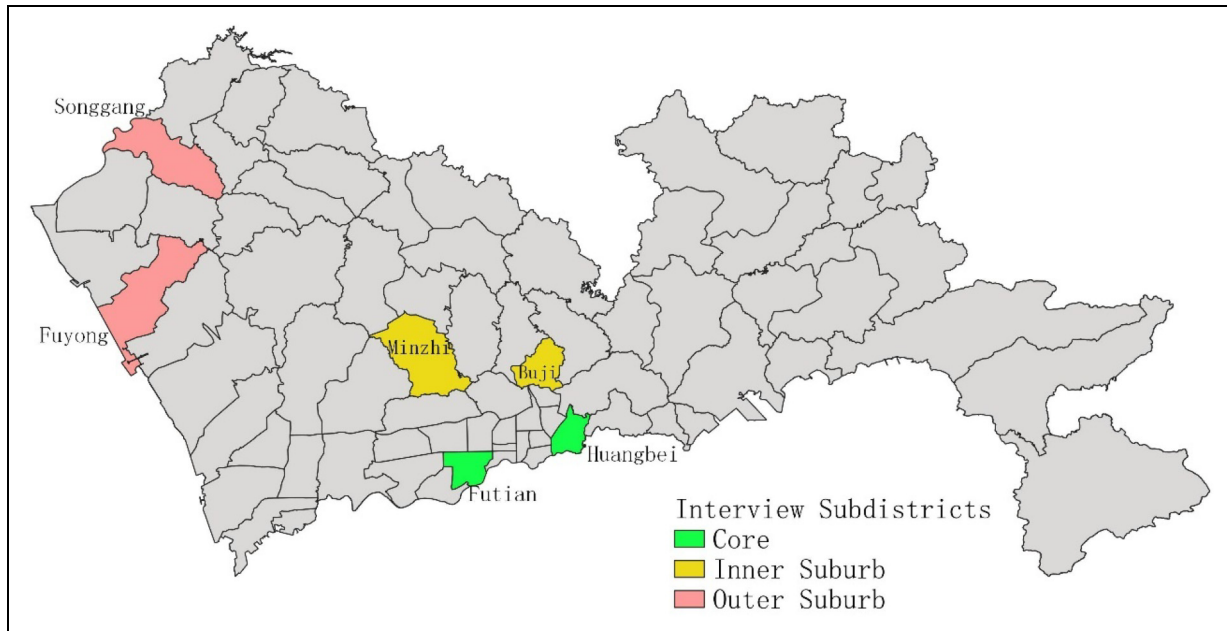 Songgang
Fuyong
Minzhi
Buji
Huangbei
Futian
Interview Subdistricts
Core
Inner Suburb
Outer Suburb